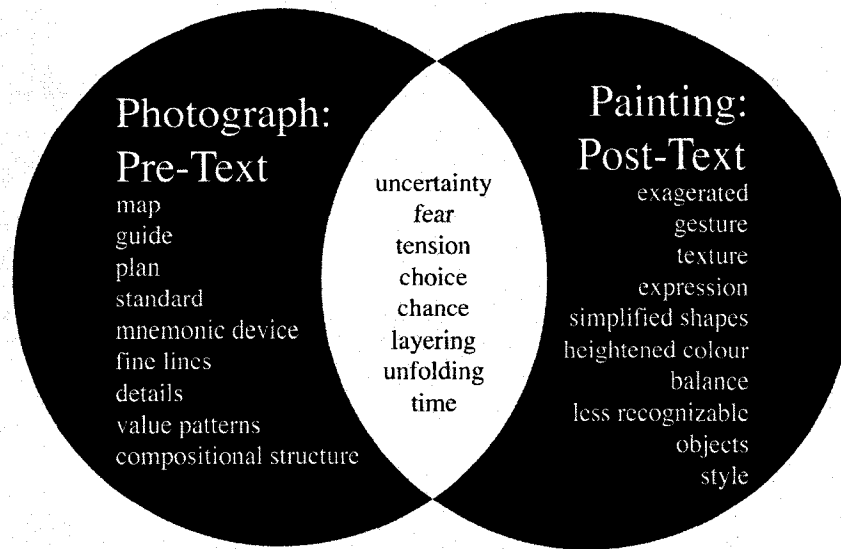 Photograph:
Pre-Text
map
guide
plan
standard
mnemonic device
fine lines
details
value patterns
compositional structure
uncertainty
fear
tension
choice
chance
layering
unfolding
time
Painting:
Post-Text
exagerated
gesture
texture
expression
simplified shapes
heightened colour
balance
less recognizable
objects
style